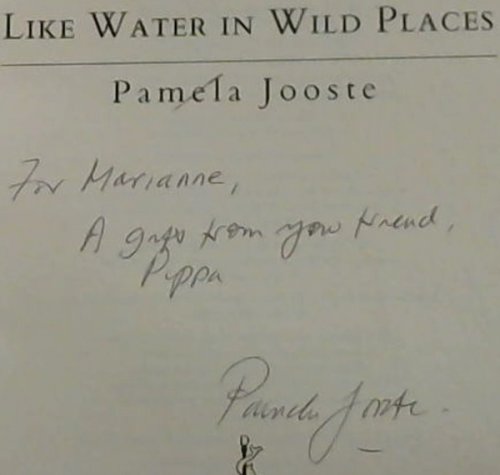 LIKE WATER IN WILD PLACES
Pamela Jooste
For Marianne,
A gift from your friend,
Pippa
Pamela Jooste.